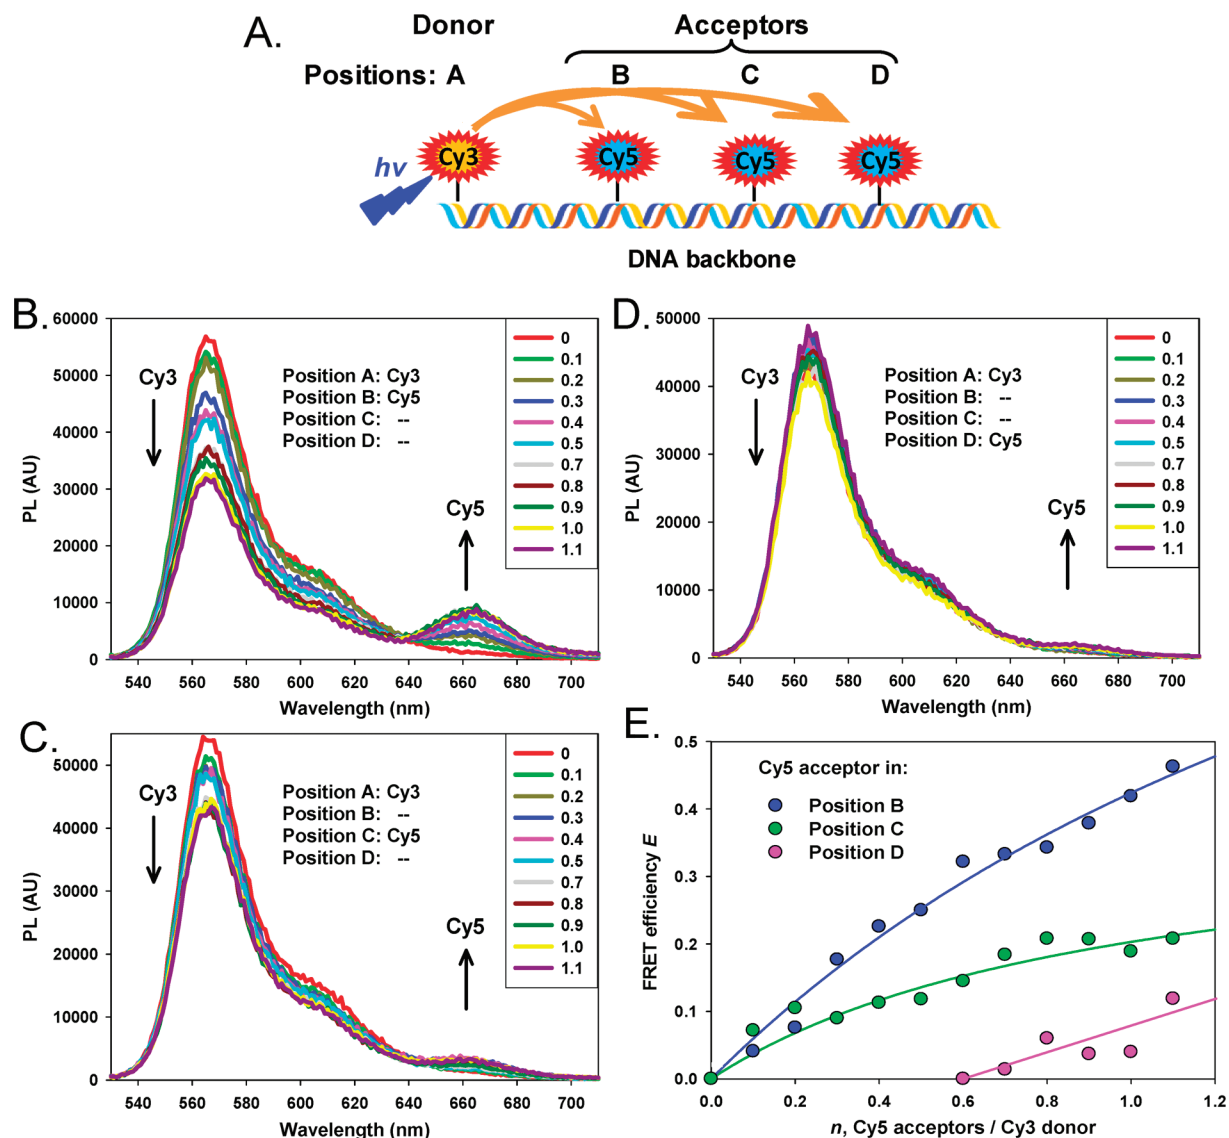 A.
Donor
Acceptors
Positions: A B C D
hν
Cy3 Cy5 Cy5 Cy5
DNA backbone
B.
60000
50000
40000
30000
20000
10000
0
PL (AU)
Cy3
Position A: Cy3
Position B: Cy5
Position C: --
Position D: --
Cy5
0
0.1
0.2
0.3
0.4
0.5
0.7
0.8
0.9
1.0
1.1
540 560 580 600 620 640 660 680 700
Wavelength (nm)
D.
50000
40000
30000
20000
10000
0
PL (AU)
Cy3
Position A: Cy3
Position B: --
Position C: --
Position D: Cy5
Cy5
0
0.1
0.2
0.3
0.4
0.5
0.7
0.8
0.9
1.0
1.1
540 560 580 600 620 640 660 680 700
Wavelength (nm)
C.
50000
40000
30000
20000
10000
0
PL (AU)
Cy3
Position A: Cy3
Position B: --
Position C: Cy5
Position D: --
Cy5
0
0.1
0.2
0.3
0.4
0.5
0.7
0.8
0.9
1.0
1.1
540 560 580 600 620 640 660 680 700
Wavelength (nm)
E.
0.5
0.4
0.3
0.2
0.1
0.0
FRET efficiency E
Cy5 acceptor in:
Position B
Position C
Position D
0.0 0.2 0.4 0.6 0.8 1.0 1.2
n, Cy5 acceptors / Cy3 donor